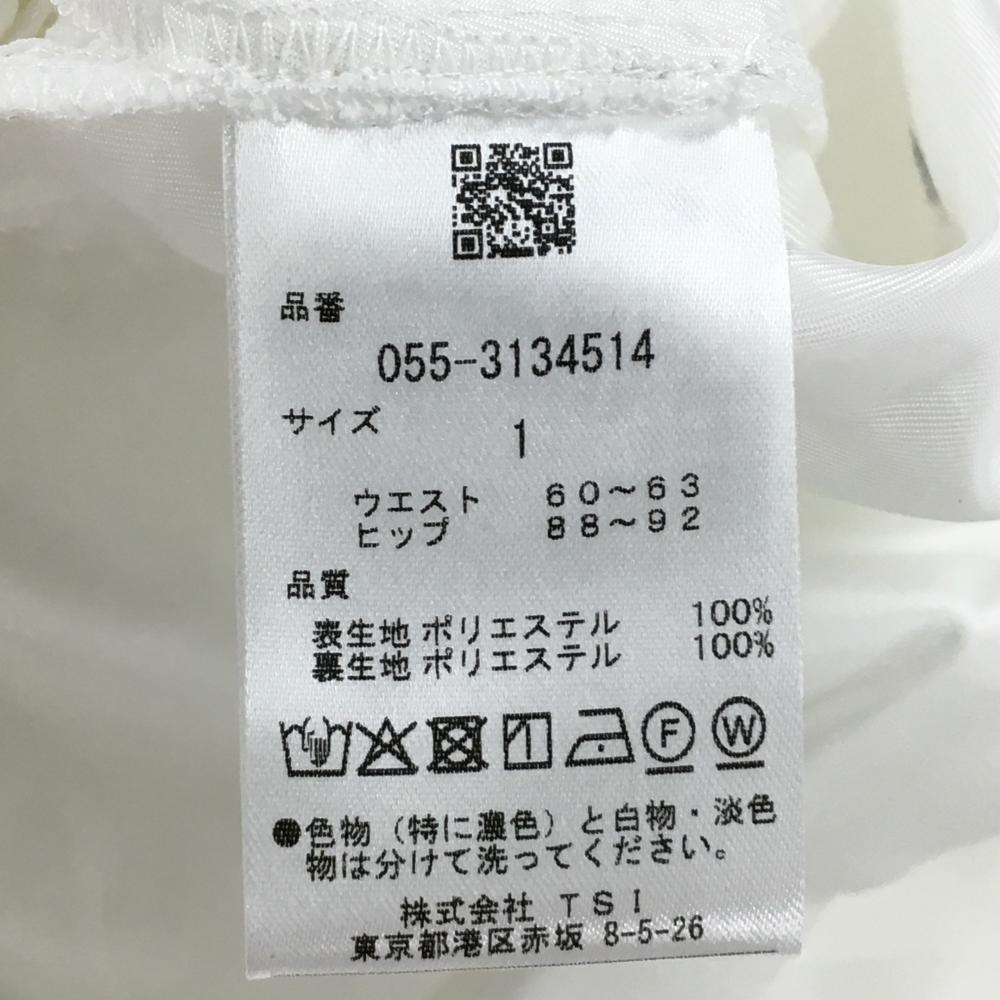 品番
055-3134514
サイズ
1
ウエスト 60～63
ヒップ 88～92
品質
表生地 ポリエステル 100%
裏生地 ポリエステル 100%
F W
●色物（特に濃色）と白物・淡色
物は分けて洗ってください。
株式会社 TSI
東京都港区赤坂 8-5-26